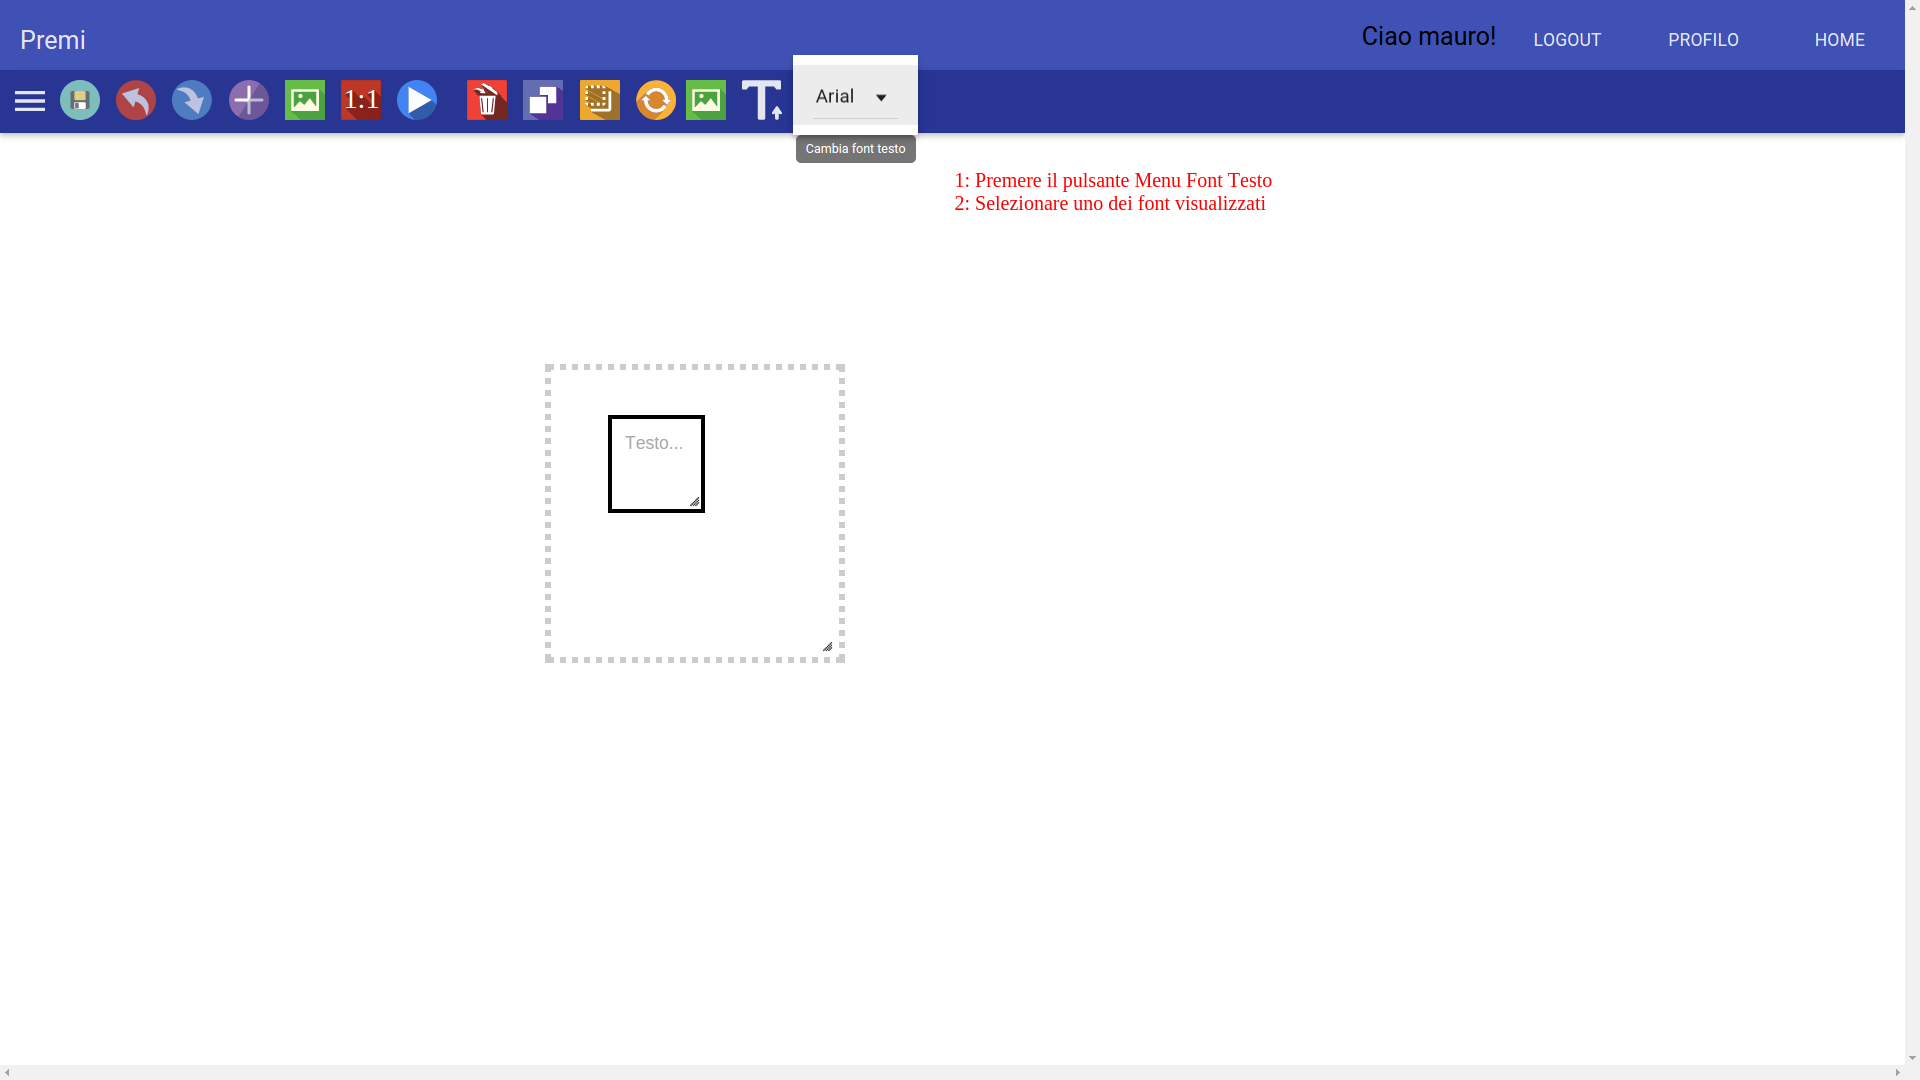 Premi
Ciao mauro!
LOGOUT
PROFILO
HOME
1:1
T
Arial
Cambia font testo
1: Premere il pulsante Menu Font Testo
2: Selezionare uno dei font visualizzati
Testo...